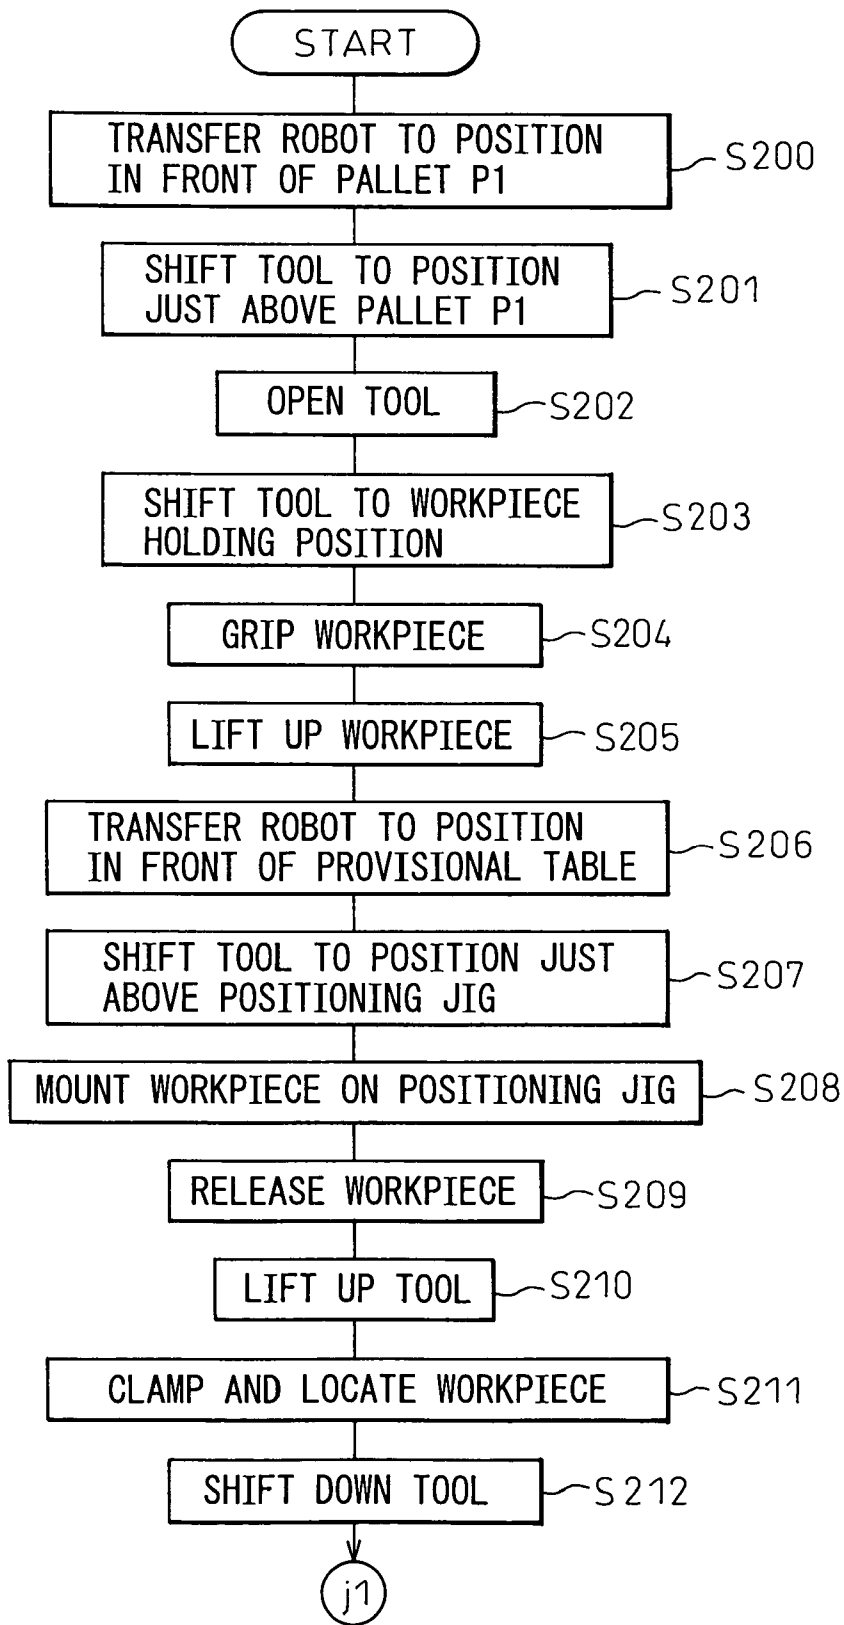 START
TRANSFER ROBOT TO POSITION
IN FRONT OF PALLET P1
S200
SHIFT TOOL TO POSITION
JUST ABOVE PALLET P1
S201
OPEN TOOL
S202
SHIFT TOOL TO WORKPIECE
HOLDING POSITION
S203
GRIP WORKPIECE
S204
LIFT UP WORKPIECE
S205
TRANSFER ROBOT TO POSITION
IN FRONT OF PROVISIONAL TABLE
S206
SHIFT TOOL TO POSITION JUST
ABOVE POSITIONING JIG
S207
MOUNT WORKPIECE ON POSITIONING JIG
S208
RELEASE WORKPIECE
S209
LIFT UP TOOL
S210
CLAMP AND LOCATE WORKPIECE
S211
SHIFT DOWN TOOL
S212
j1